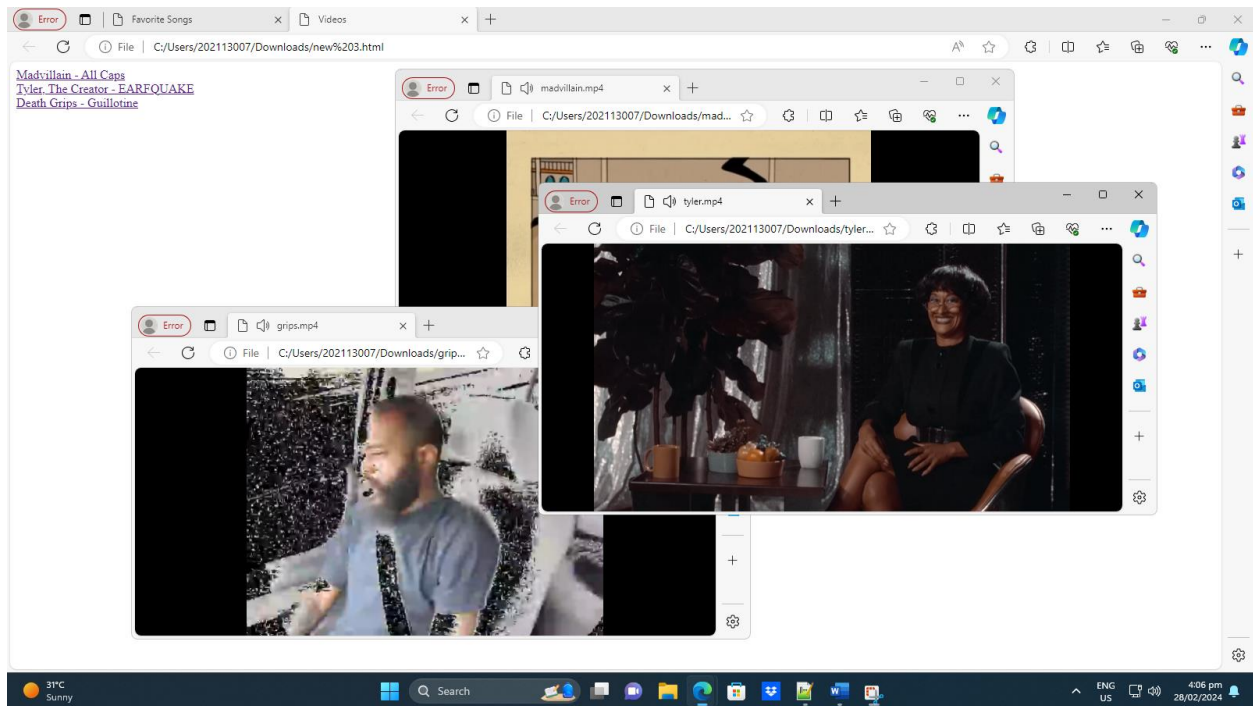 Error
Favorite Songs
Videos
File
C:/Users/202113007/Downloads/new%203.html
Madvillain - All Caps
Tyler, The Creator - EARFQUAKE
Death Grips - Guillotine
Error
madvillain.mp4
File
C:/Users/202113007/Downloads/mad...
Error
tyler.mp4
File
C:/Users/202113007/Downloads/tyler...
Error
grips.mp4
File
C:/Users/202113007/Downloads/grip...
31°C
Sunny
Search
ENG
US
4:06 pm
28/02/2024